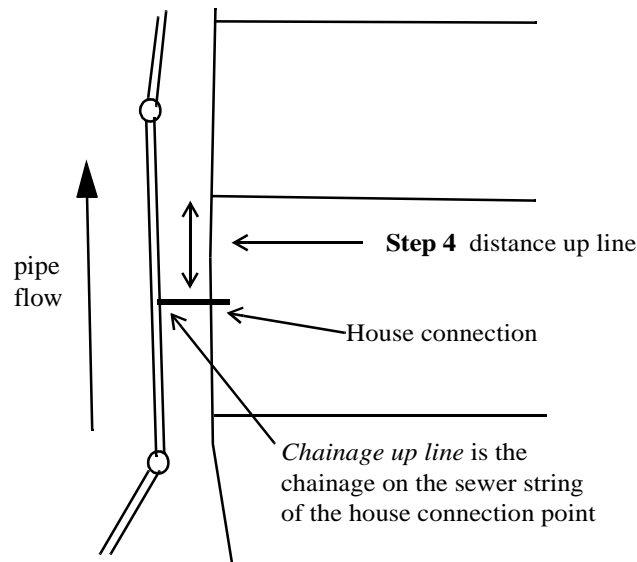 Step 4 distance up line
pipe
flow
House connection
Chainage up line is the
chainage on the sewer string
of the house connection point